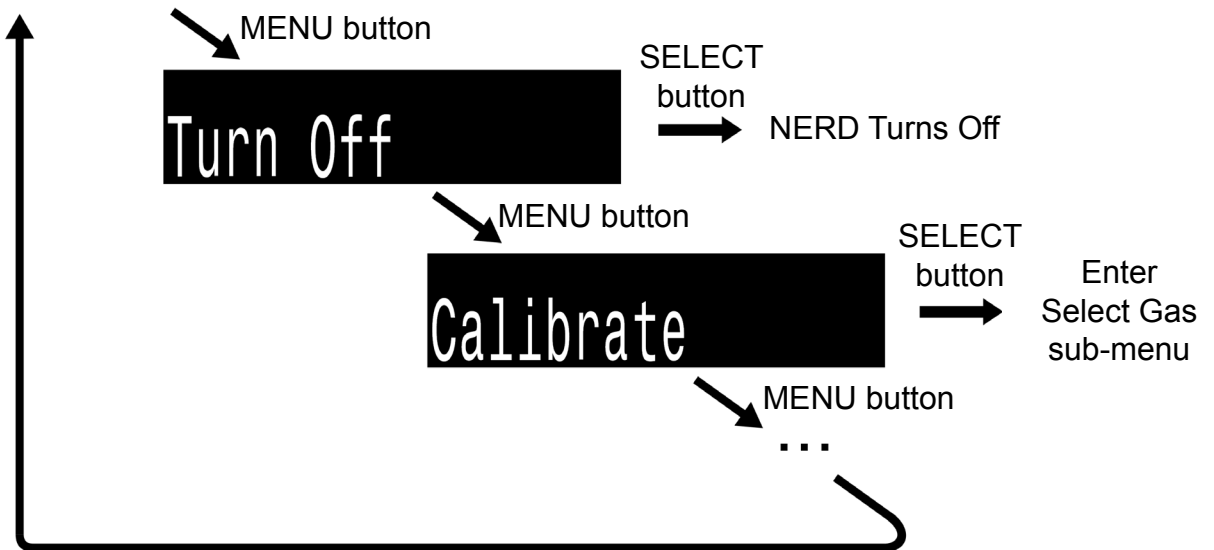 MENU button
SELECT
button
Turn Off
NERD Turns Off
MENU button
SELECT
button
Calibrate
Enter
Select Gas
sub-menu
MENU button
...